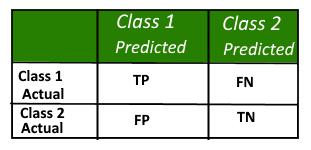 Class 1
Predicted
Class 2
Predicted
Class 1
Actual
TP
FN
Class 2
Actual
FP
TN